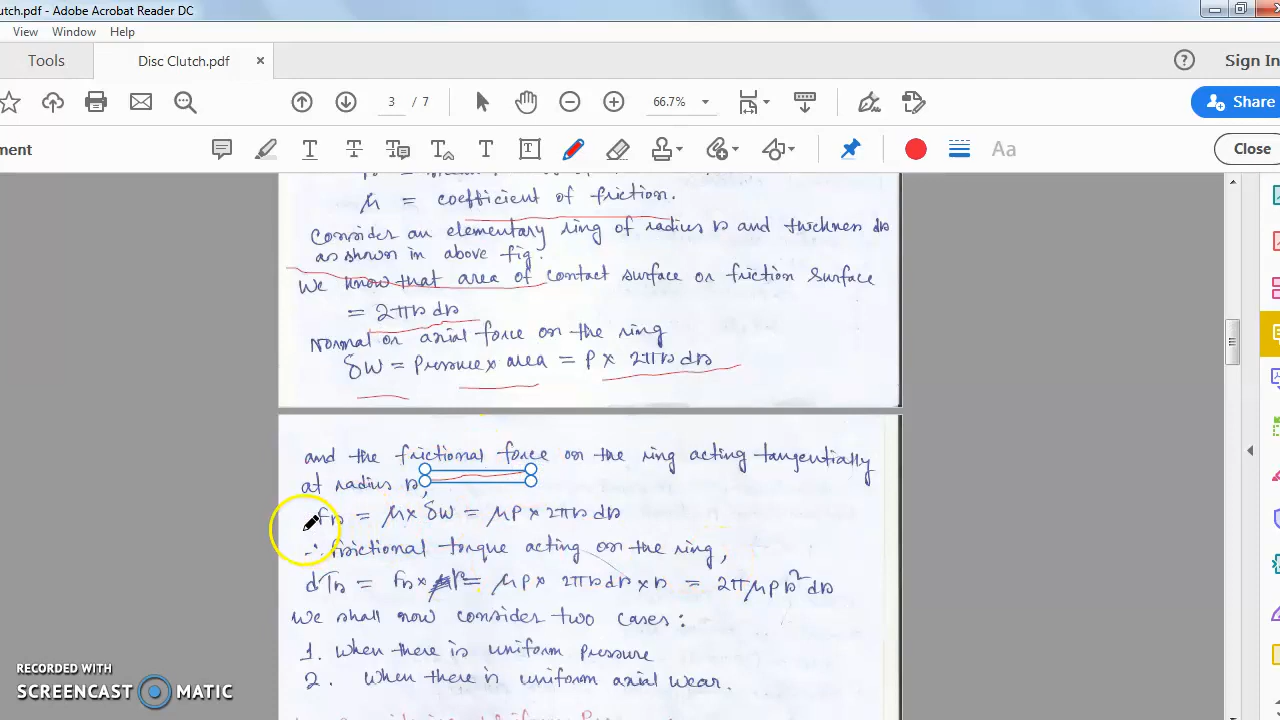 utch.pdf - Adobe Acrobat Reader DC
View Window Help
Tools Disc Clutch.pdf × Sign In
3 / 7 66.7% Share
ment Aa Close
μ = coefficient of friction.
Consider an elementary ring of radius r and thickness dr
as shown in above fig.
We know that area of contact surface or friction surface
= 2πr dr
Normal or axial force on the ring
δW = Pressure × area = P × 2πr dr
and the frictional force on the ring acting tangentially
at radius r,
Fr = μ × δW = μP × 2πr dr
∴ frictional torque acting on the ring,
dTr = Fr × r = μP × 2πr dr × r = 2πμP r² dr
We shall now consider two cases:
1. When there is uniform pressure
2. When there is uniform axial wear.
RECORDED WITH
SCREENCAST MATIC